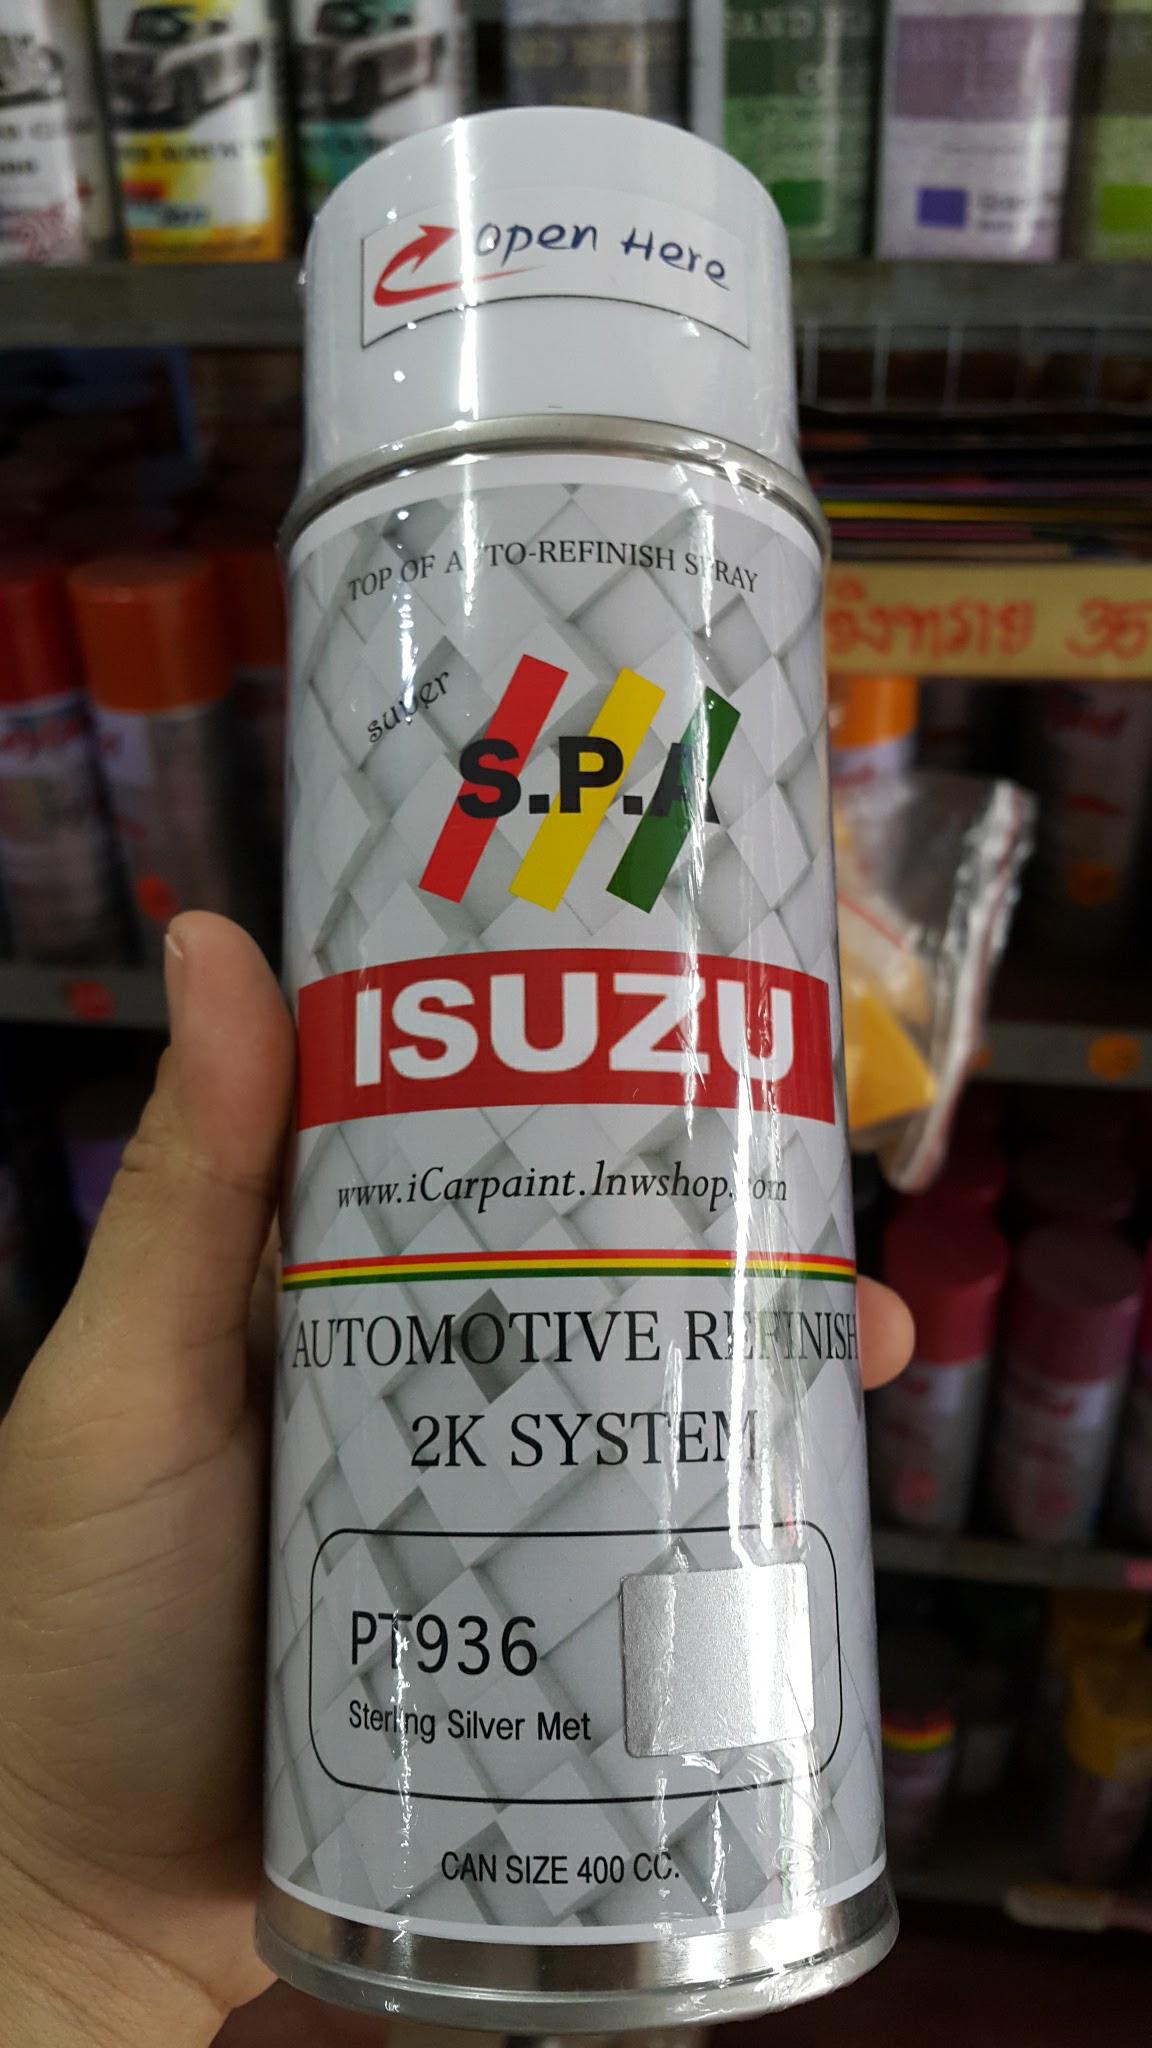 Open Here
TOP OF AUTO-REFINISH SPRAY
super
S.P.A
ISUZU
www.iCarpaint.lnwshop.com
AUTOMOTIVE REFINISH
2K SYSTEM
PT936
Sterling Silver Met
CAN SIZE 400 CC.
35